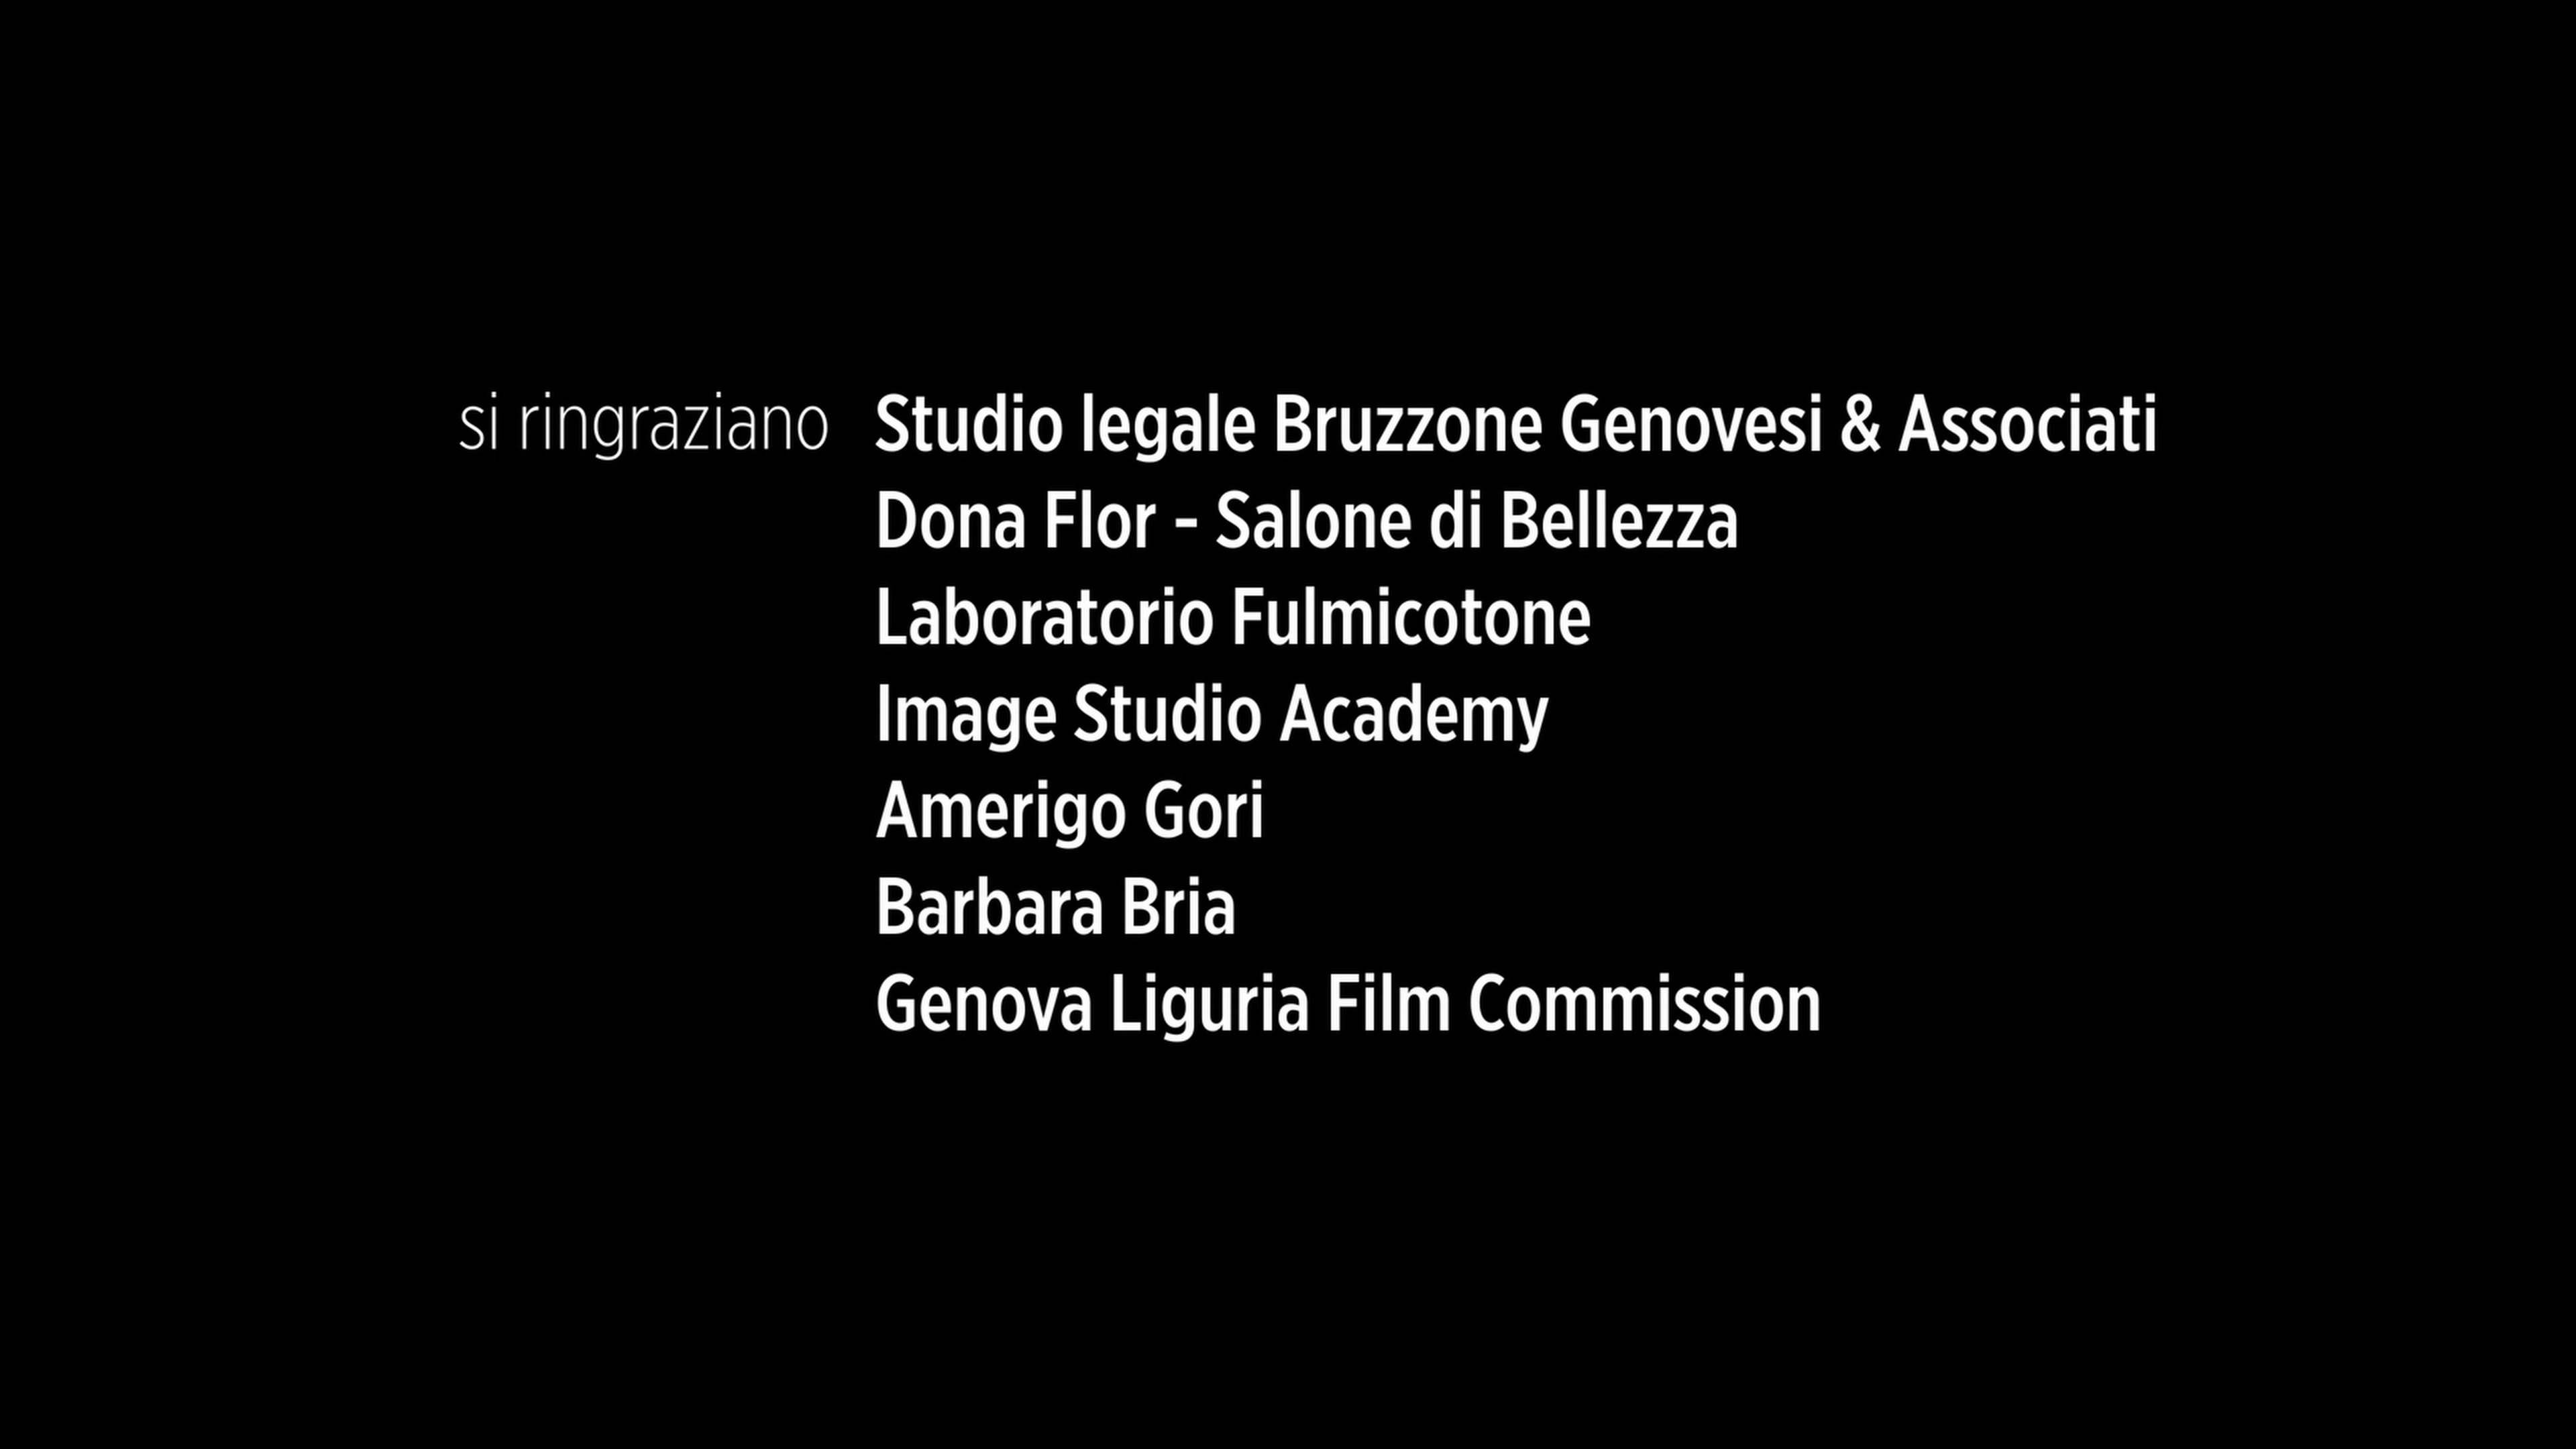 si ringraziano Studio legale Bruzzone Genovesi & Associati
Dona Flor - Salone di Bellezza
Laboratorio Fulmicotone
Image Studio Academy
Amerigo Gori
Barbara Bria
Genova Liguria Film Commission